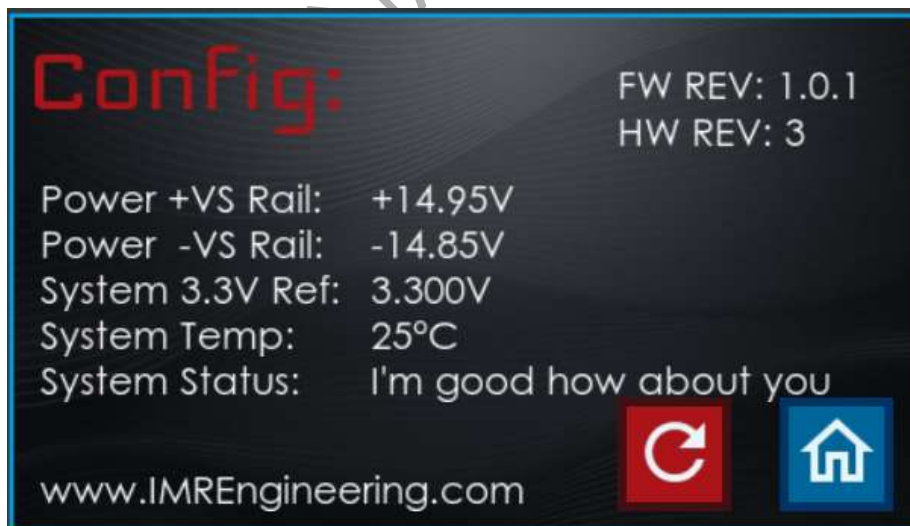 Config:
FW REV: 1.0.1
HW REV: 3
Power +VS Rail: +14.95V
Power -VS Rail: -14.85V
System 3.3V Ref: 3.300V
System Temp: 25ºC
System Status: I'm good how about you
www.IMREngineering.com